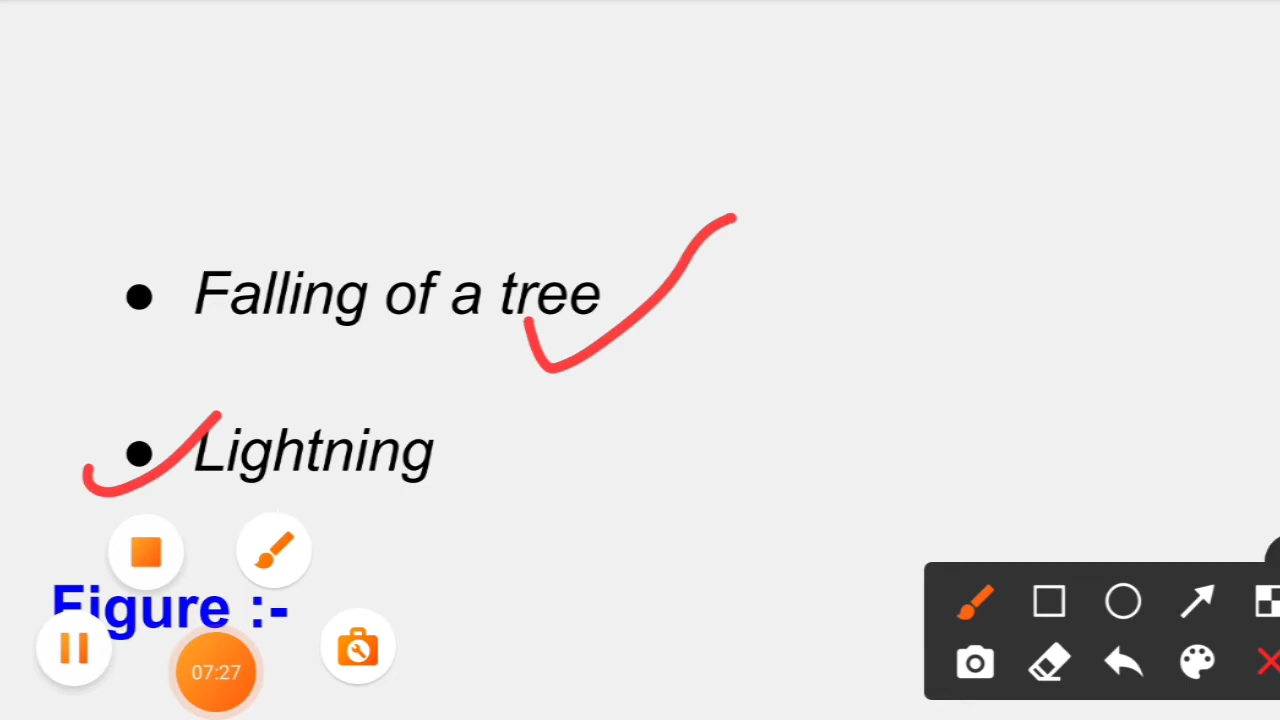 ● Falling of a tree
● Lightning
Figure :-
07:27